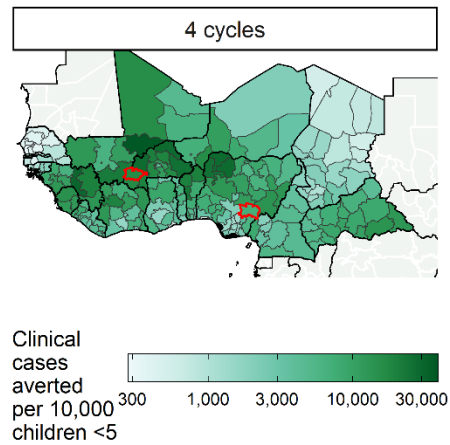 4 cycles
Clinical
cases
averted
per 10,000
children <5
300 1,000 3,000 10,000 30,000